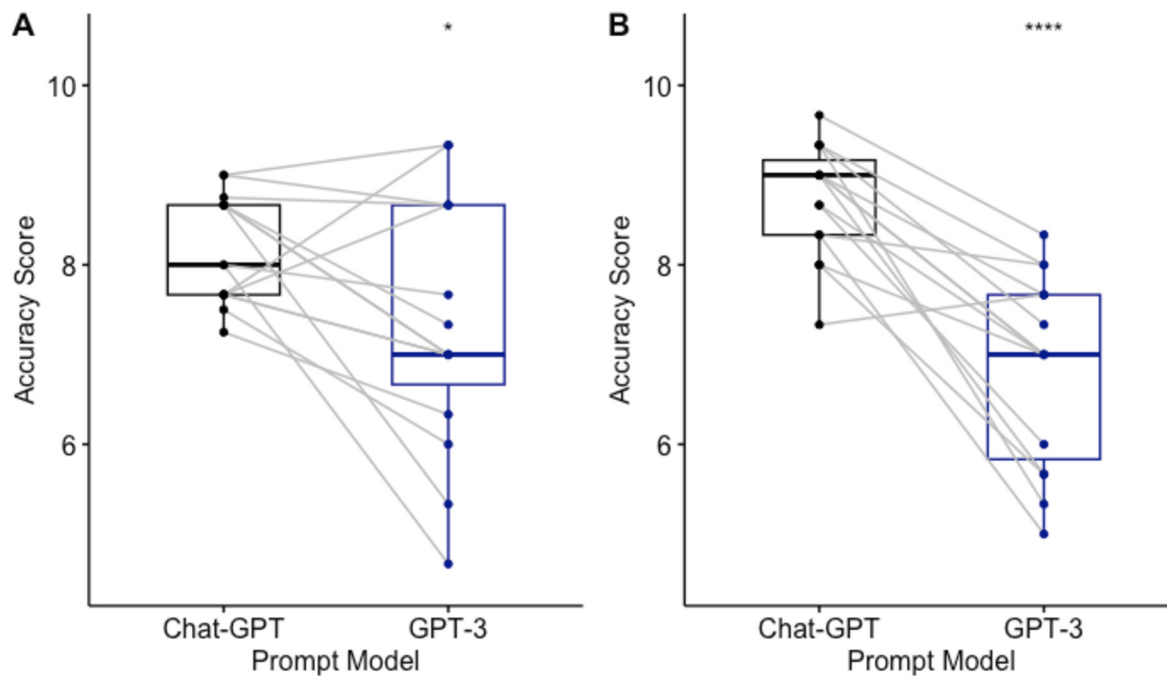 A
*
10
8
6
Accuracy Score
Chat-GPT
GPT-3
Prompt Model
B
****
10
8
6
Accuracy Score
Chat-GPT
GPT-3
Prompt Model